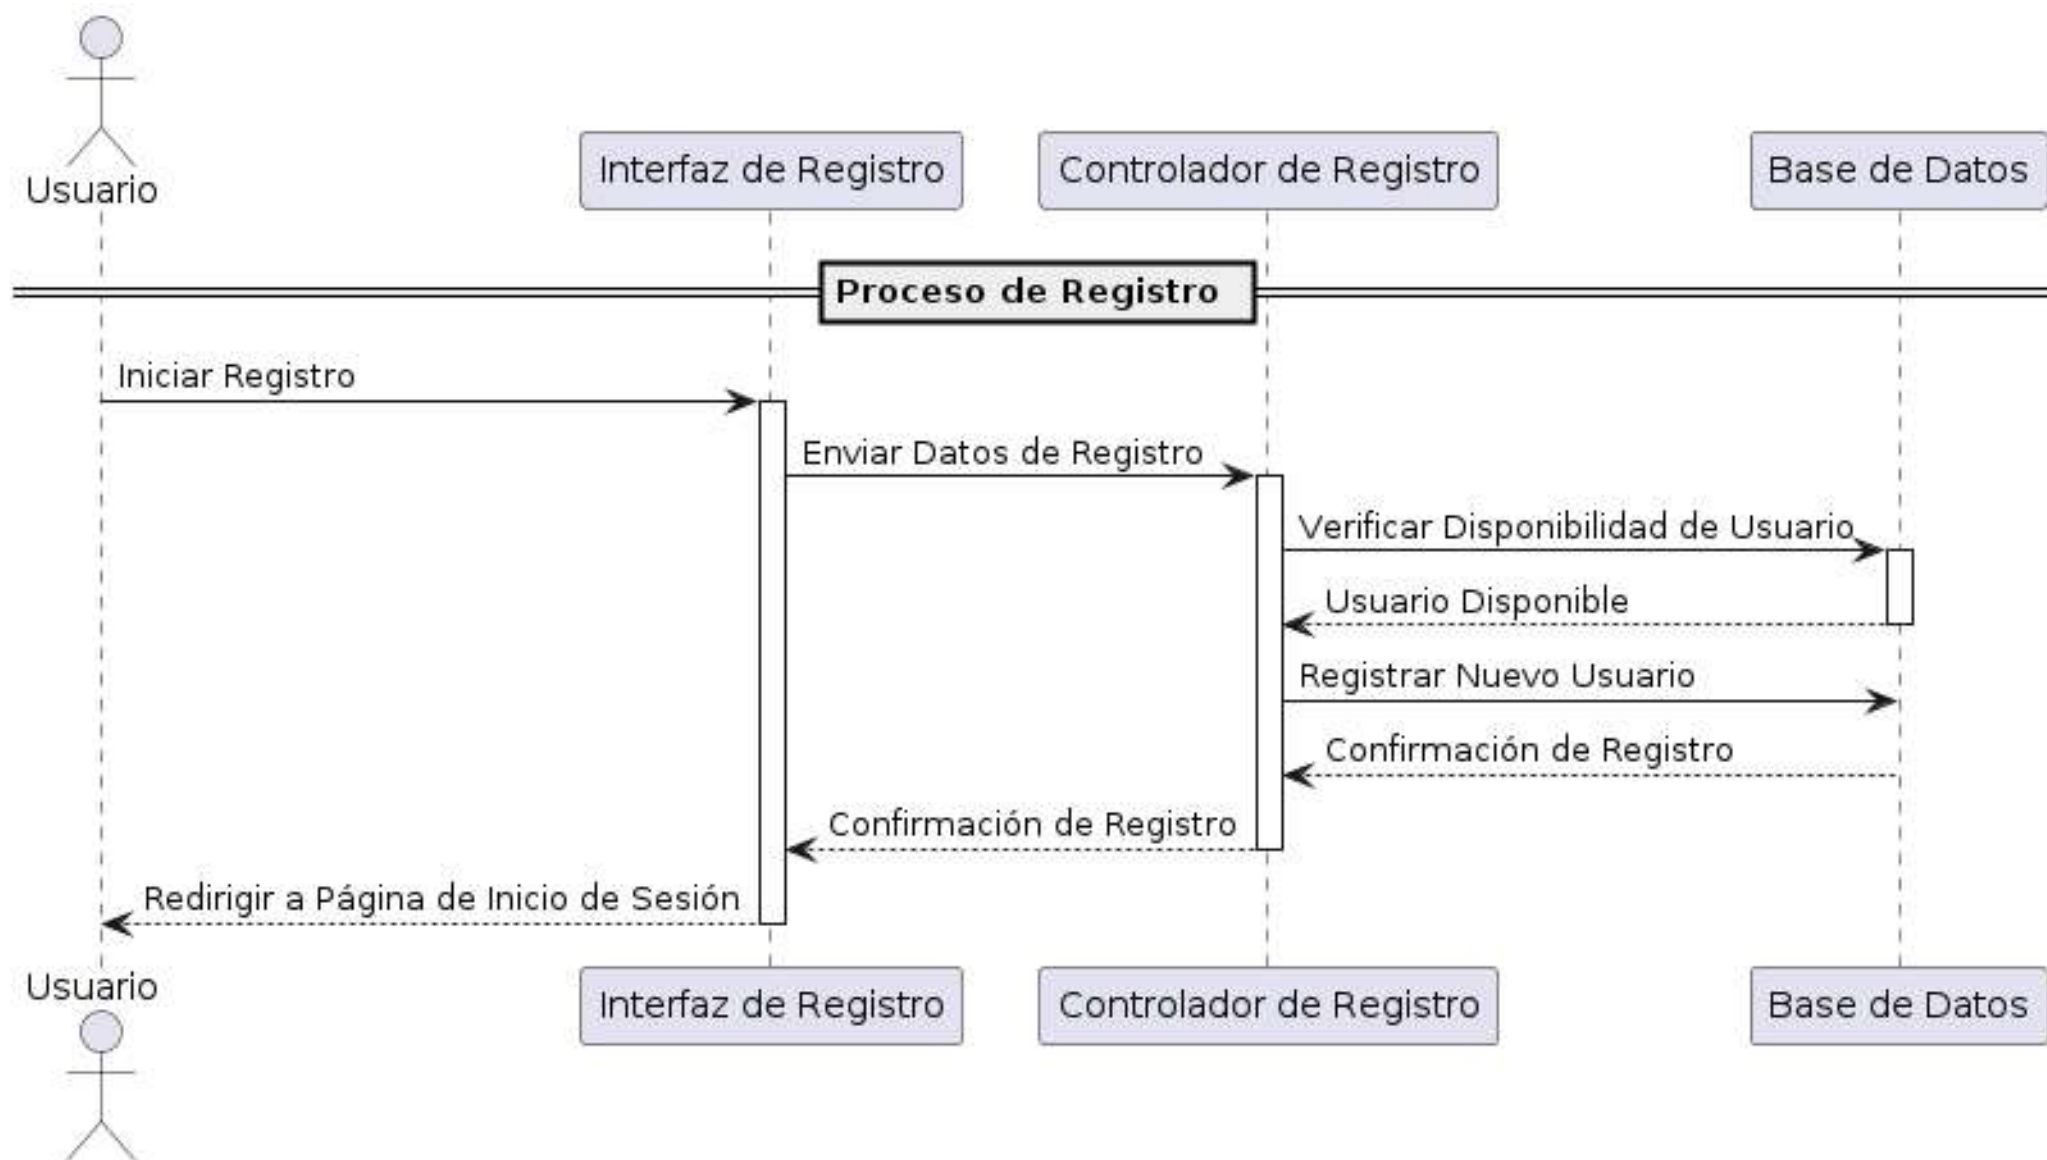 Usuario
Interfaz de Registro
Controlador de Registro
Base de Datos
Proceso de Registro
Iniciar Registro
Enviar Datos de Registro
Verificar Disponibilidad de Usuario
Usuario Disponible
Registrar Nuevo Usuario
Confirmación de Registro
Confirmación de Registro
Redirigir a Página de Inicio de Sesión
Usuario
Interfaz de Registro
Controlador de Registro
Base de Datos